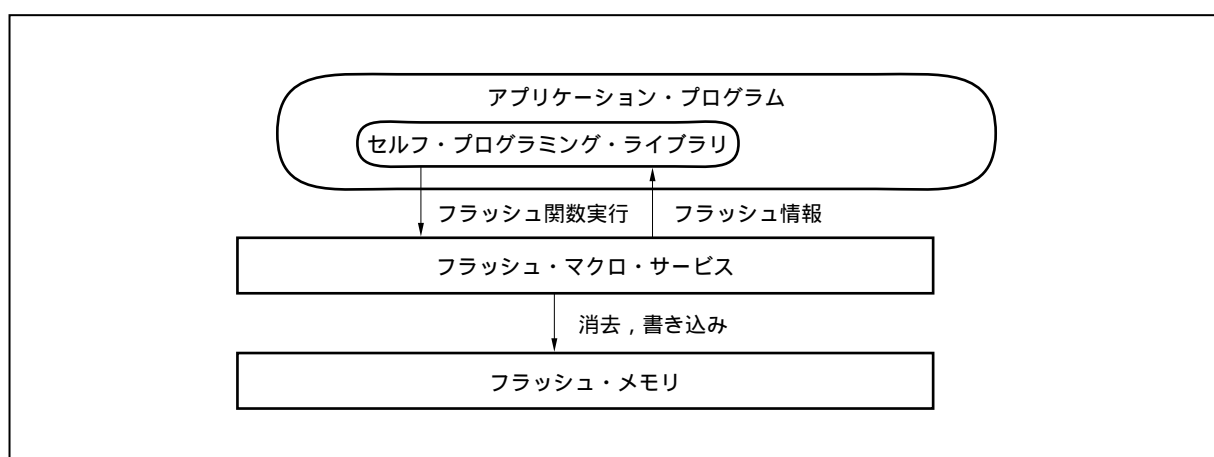 アプリケーション・プログラム
セルフ・プログラミング・ライブラリ
フラッシュ関数実行 フラッシュ情報
フラッシュ・マクロ・サービス
消去，書き込み
フラッシュ・メモリ